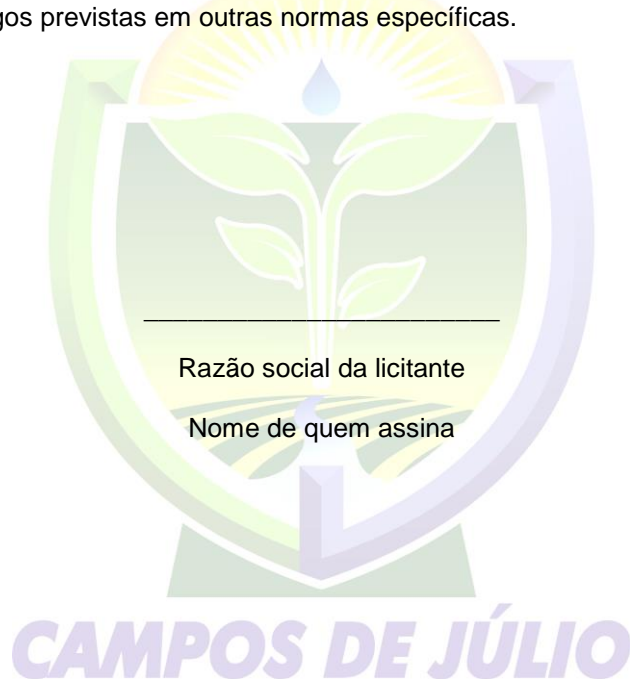 gos previstas em outras normas específicas.
Razão social da licitante
Nome de quem assina
CAMPOS DE JÚLIO